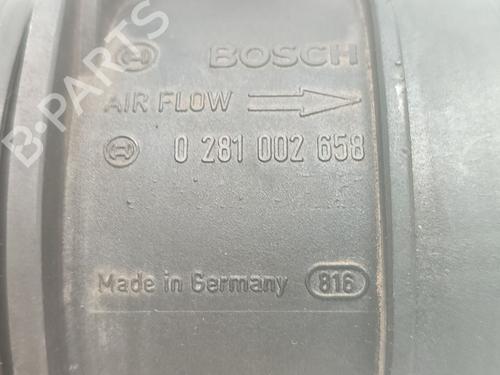 BOSCH
AIR FLOW
0 281 002 658
Made in Germany 816
B-PARTS